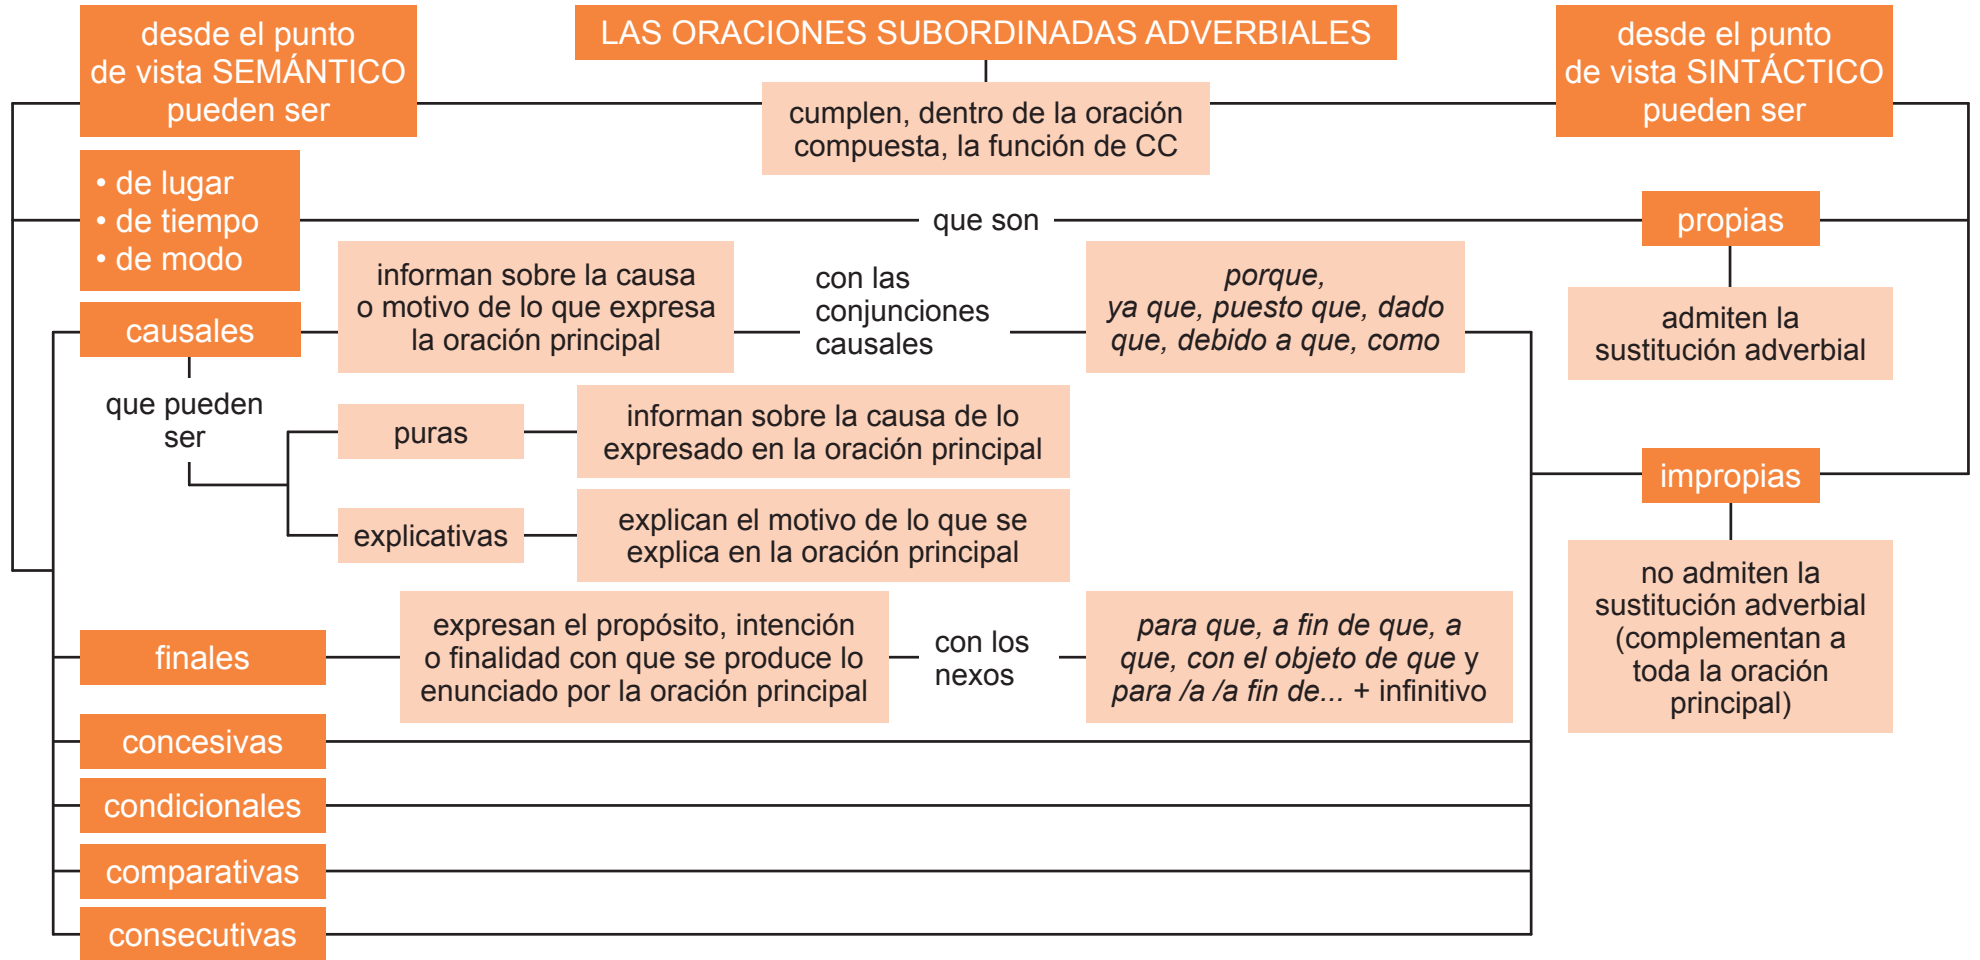 desde el punto
de vista SEMÁNTICO
pueden ser
LAS ORACIONES SUBORDINADAS ADVERBIALES
cumplen, dentro de la oración
compuesta, la función de CC
desde el punto
de vista SINTÁCTICO
pueden ser
• de lugar
• de tiempo
• de modo
que son
propias
admiten la
sustitución adverbial
causales
informan sobre la causa
o motivo de lo que expresa
la oración principal
con las
conjunciones
causales
porque,
ya que, puesto que, dado
que, debido a que, como
que pueden
ser
puras
informan sobre la causa de lo
expresado en la oración principal
explicativas
explican el motivo de lo que se
explica en la oración principal
impropias
no admiten la
sustitución adverbial
(complementan a
toda la oración
principal)
finales
expresan el propósito, intención
o finalidad con que se produce lo
enunciado por la oración principal
con los
nexos
para que, a fin de que, a
que, con el objeto de que y
para /a /a fin de... + infinitivo
concesivas
condicionales
comparativas
consecutivas